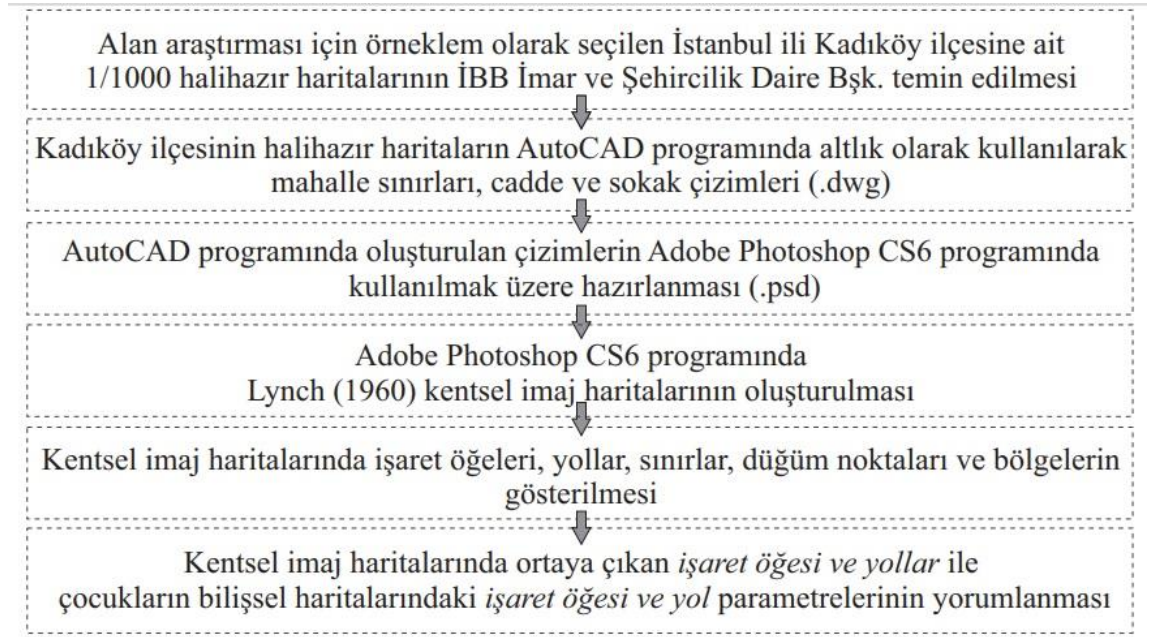 Alan araştırması için örneklem olarak seçilen İstanbul ili Kadıköy ilçesine ait
1/1000 halihazır haritalarının İBB İmar ve Şehircilik Daire Bşk. temin edilmesi
Kadıköy ilçesinin halihazır haritaların AutoCAD programında altlık olarak kullanılarak
mahalle sınırları, cadde ve sokak çizimleri (.dwg)
AutoCAD programında oluşturulan çizimlerin Adobe Photoshop CS6 programında
kullanılmak üzere hazırlanması (.psd)
Adobe Photoshop CS6 programında
Lynch (1960) kentsel imaj haritalarının oluşturulması
Kentsel imaj haritalarında işaret öğeleri, yollar, sınırlar, düğüm noktaları ve bölgelerin
gösterilmesi
Kentsel imaj haritalarında ortaya çıkan işaret öğesi ve yollar ile
çocukların bilişsel haritalarındaki işaret öğesi ve yol parametrelerinin yorumlanması